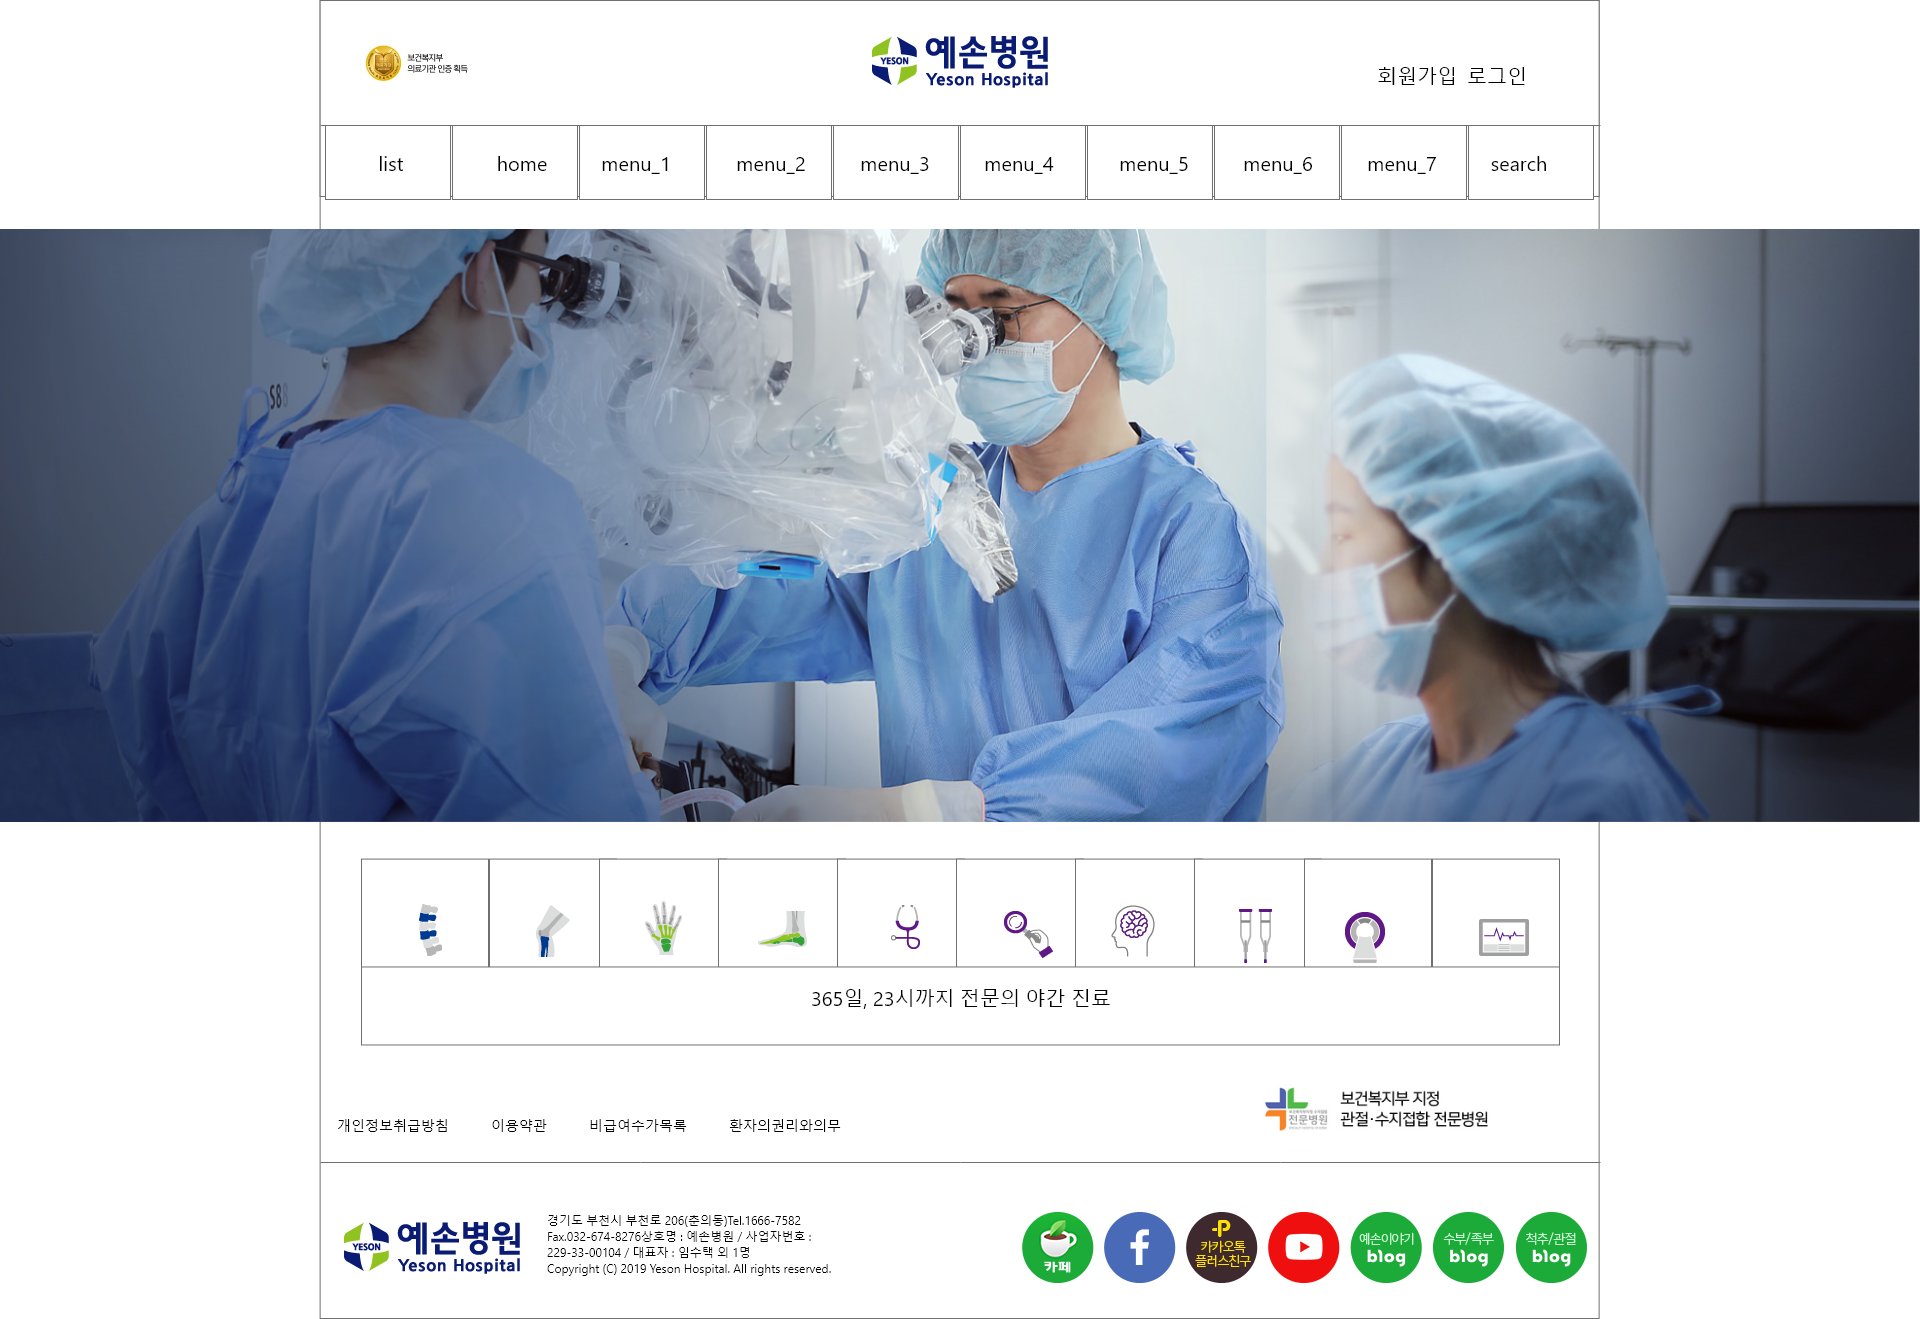 보건복지부
의료기관 인증 획득
YESON
예손병원
Yeson Hospital
회원가입 로그인
list
home
menu_1
menu_2
menu_3
menu_4
menu_5
menu_6
menu_7
search
S88
365일, 23시까지 전문의 야간 진료
개인정보취급방침
이용약관
비급여수가목록
환자의권리와의무
전문병원
보건복지부 지정
관절·수지접합 전문병원
YESON
예손병원
Yeson Hospital
경기도 부천시 부천로 206(춘의동)Tel.1666-7582
Fax.032-674-8276상호명 : 예손병원 / 사업자번호 :
229-33-00104 / 대표자 : 임수택 외 1명
Copyright (C) 2019 Yeson Hospital. All rights reserved.
카페
f
P
카카오톡
플러스친구
예손이야기
blog
수부/족부
blog
척추/관절
blog